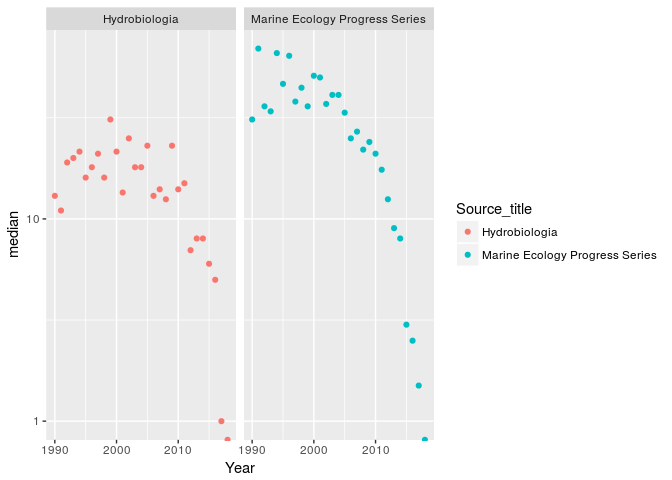 Hydrobiologia
Marine Ecology Progress Series
median
10
1
1990
2000
2010
1990
2000
2010
Year
Source_title
Hydrobiologia
Marine Ecology Progress Series